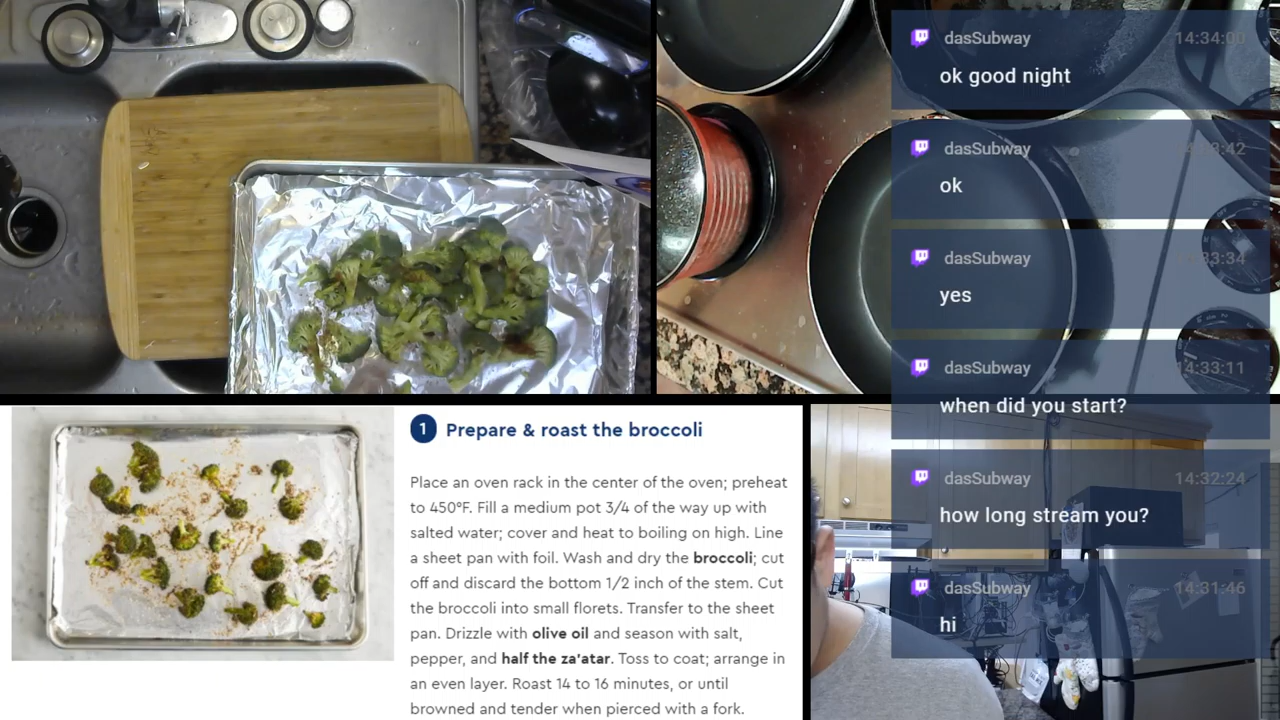 1 Prepare & roast the broccoli
Place an oven rack in the center of the oven; preheat
to 450°F. Fill a medium pot 3/4 of the way up with
salted water; cover and heat to boiling on high. Line
a sheet pan with foil. Wash and dry the broccoli; cut
off and discard the bottom 1/2 inch of the stem. Cut
the broccoli into small florets. Transfer to the sheet
pan. Drizzle with olive oil and season with salt,
pepper, and half the za'atar. Toss to coat; arrange in
an even layer. Roast 14 to 16 minutes, or until
browned and tender when pierced with a fork.
dasSubway 14:34:00
ok good night
dasSubway
ok
dasSubway
yes
dasSubway 14:33:11
when did you start?
dasSubway 14:32:24
how long stream you?
dasSubway 14:31:46
hi